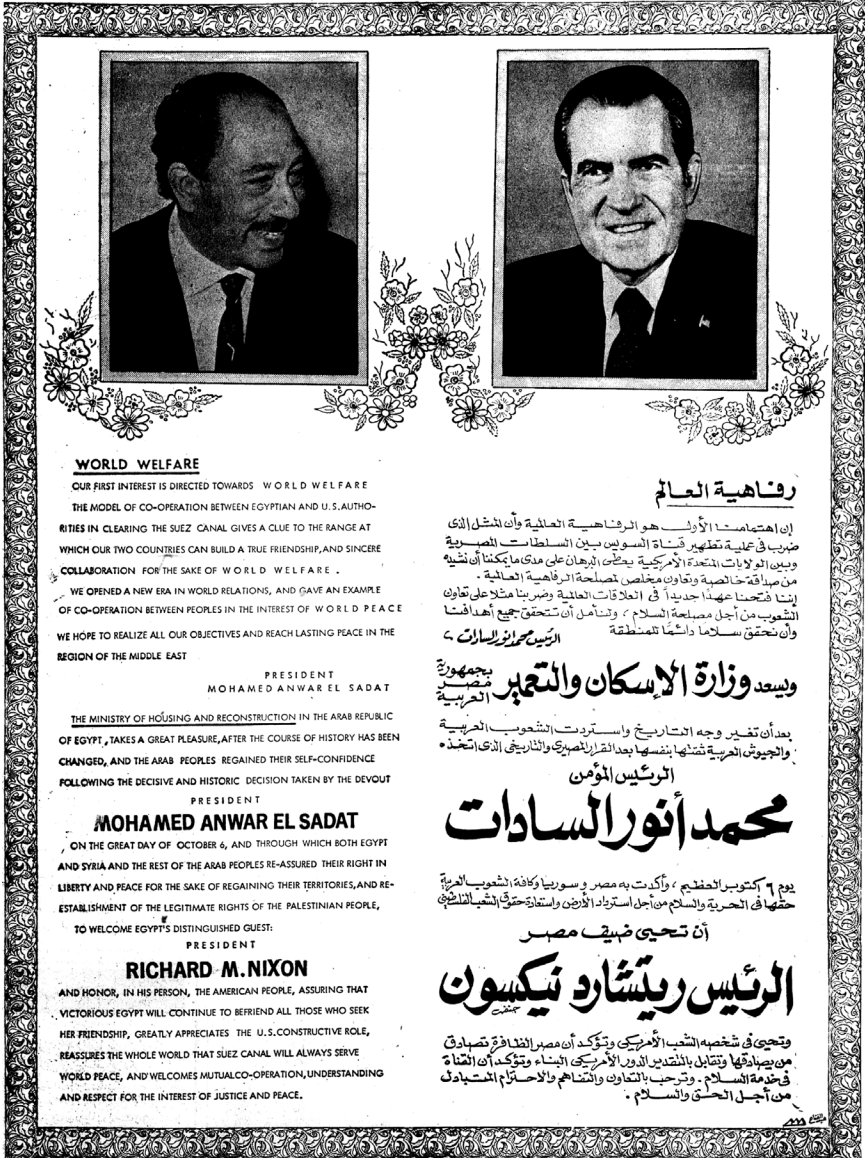 WORLD WELFARE
OUR FIRST INTEREST IS DIRECTED TOWARDS WORLD WELFARE
THE MODEL OF CO-OPERATION BETWEEN EGYPTIAN AND U.S. AUTHO-
RITIES IN CLEARING THE SUEZ CANAL GIVES A CLUE TO THE RANGE AT
WHICH OUR TWO COUNTRIES CAN BUILD A TRUE FRIENDSHIP, AND SINCERE
COLLABORATION FOR THE SAKE OF WORLD WELFARE .
WE OPENED A NEW ERA IN WORLD RELATIONS, AND GAVE AN EXAMPLE
OF CO-OPERATION BETWEEN PEOPLES IN THE INTEREST OF WORLD PEACE
WE HOPE TO REALIZE ALL OUR OBJECTIVES AND REACH LASTING PEACE IN THE
REGION OF THE MIDDLE EAST
PRESIDENT
MOHAMED ANWAR EL SADAT
THE MINISTRY OF HOUSING AND RECONSTRUCTION IN THE ARAB REPUBLIC
OF EGYPT, TAKES A GREAT PLEASURE, AFTER THE COURSE OF HISTORY HAS BEEN
CHANGED, AND THE ARAB PEOPLES REGAINED THEIR SELF-CONFIDENCE
FOLLOWING THE DECISIVE AND HISTORIC DECISION TAKEN BY THE DEVOUT
PRESIDENT
MOHAMED ANWAR EL SADAT
ON THE GREAT DAY OF OCTOBER 6, AND THROUGH WHICH BOTH EGYPT
AND SYRIA AND THE REST OF THE ARAB PEOPLES RE-ASSURED THEIR RIGHT IN
LIBERTY AND PEACE FOR THE SAKE OF REGAINING THEIR TERRITORIES, AND RE-
ESTABLISHMENT OF THE LEGITIMATE RIGHTS OF THE PALESTINIAN PEOPLE,
TO WELCOME EGYPT'S DISTINGUISHED GUEST:
PRESIDENT
RICHARD M. NIXON
AND HONOR, IN HIS PERSON, THE AMERICAN PEOPLE, ASSURING THAT
VICTORIOUS EGYPT WILL CONTINUE TO BEFRIEND ALL THOSE WHO SEEK
HER FRIENDSHIP, GREATLY APPRECIATES THE U.S. CONSTRUCTIVE ROLE,
REASSURES THE WHOLE WORLD THAT SUEZ CANAL WILL ALWAYS SERVE
WORLD PEACE, AND WELCOMES MUTUAL CO-OPERATION, UNDERSTANDING
AND RESPECT FOR THE INTEREST OF JUSTICE AND PEACE.
رفاهية العالم
إن إهتمامنا الأول هو الرفاهية العالمية وأن المثل الذى
ضرب فى عملية تطهير قناة السويس بين السلطات المصرية
وبين الولايات المتحدة الأمريكية يعطى البرهان على مدى ما يمكننا أن نشيده
من صداقة خالصة وتعاون مخلص لمصلحة الرفاهية العالمية .
إننا فتحنا عهدا جديدا فى العلاقات العالمية وضربنا مثلا على تعاون
الشعوب من أجل مصلحة السلام ، ونأمل أن تتحقق جميع أهدافنا
وأن نحقق سلاما دائما للمنطقة
الرئيس محمد أنور السادات
ويسعد وزارة الإسكان والتعمير بجمهورية مصر العربية
بعد أن تغير وجه التاريخ واستردت الشعوب العربية
والجيوش العربية ثقتها بنفسها بعد القرار المصيرى والتاريخى الذى اتخذه
الرئيس المؤمن
محمد أنور السادات
يوم ٦ اكتوبر العظيم ، وأكدت به مصر وسوريا وكافة الشعوب العربية
حقها فى الحرية والسلام من أجل استرداد الأرض واستعادة حقوق الشعب الفلسطينى
أن تحيى ضيف مصر
الرئيس ريتشارد نيكسون
وتحيى فى شخصه الشعب الأمريكى وتؤكد أن مصر الظافرة تصادق
من يصادقها وتقابل بالتقدير الدور الأمريكى البناء وتؤكد أن القناة
فى خدمة السلام . وترحب بالتعاون والتفاهم والاحترام المتبادل
من أجل الحق والسلام .